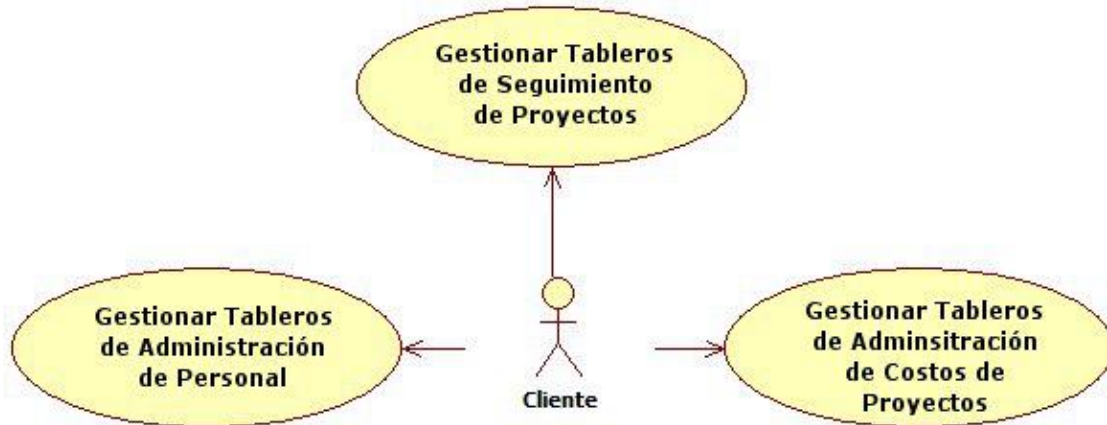 Gestionar Tableros
de Seguimiento
de Proyectos
Gestionar Tableros
de Administración
de Personal
Cliente
Gestionar Tableros
de Adminsitración
de Costos de
Proyectos